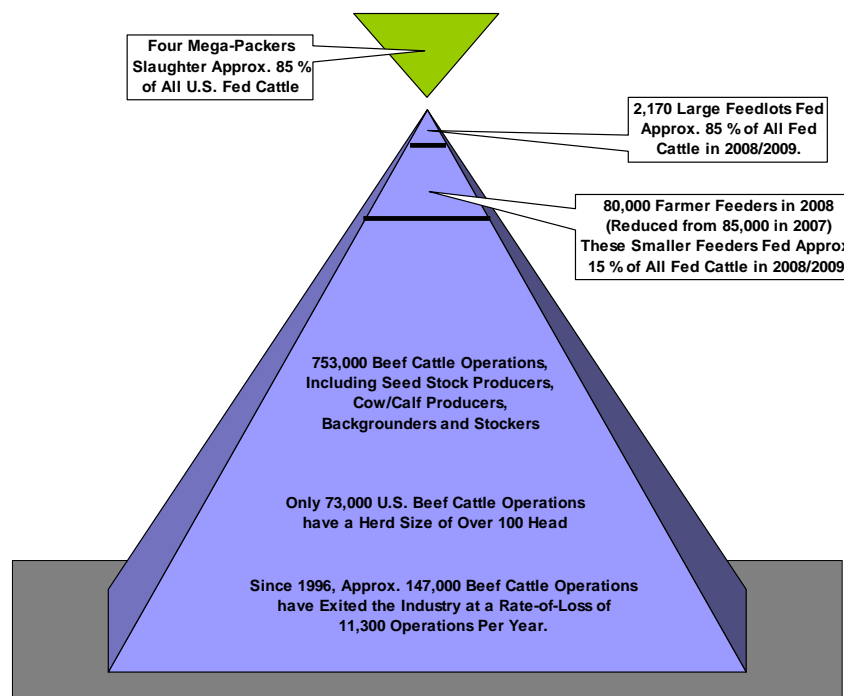 Four Mega-Packers
Slaughter Approx. 85 %
of All U.S. Fed Cattle
2,170 Large Feedlots Fed
Approx. 85 % of All Fed
Cattle in 2008/2009.
80,000 Farmer Feeders in 2008
(Reduced from 85,000 in 2007)
These Smaller Feeders Fed Approx
15 % of All Fed Cattle in 2008/2009
753,000 Beef Cattle Operations,
Including Seed Stock Producers,
Cow/Calf Producers,
Backgrounders and Stockers
Only 73,000 U.S. Beef Cattle Operations
have a Herd Size of Over 100 Head
Since 1996, Approx. 147,000 Beef Cattle Operations
have Exited the Industry at a Rate-of-Loss of
11,300 Operations Per Year.